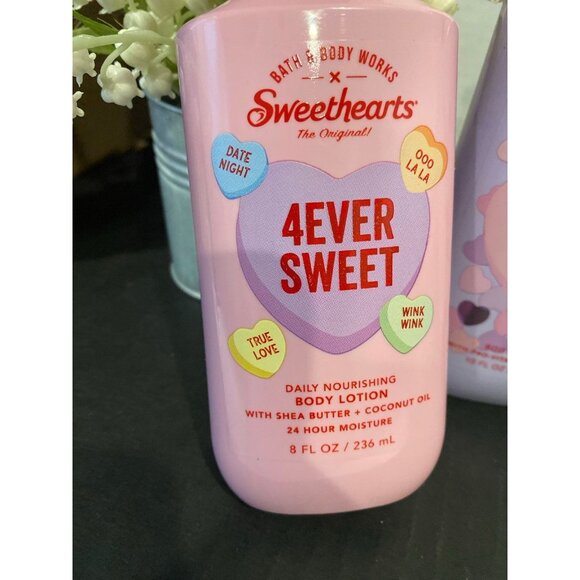 BATH & BODY WORKS
×
Sweethearts®
The Original!
DATE
NIGHT
OOO
LA LA
4EVER
SWEET
WINK
WINK
TRUE
LOVE
DAILY NOURISHING
BODY LOTION
WITH SHEA BUTTER + COCONUT OIL
24 HOUR MOISTURE
8 FL OZ / 236 mL